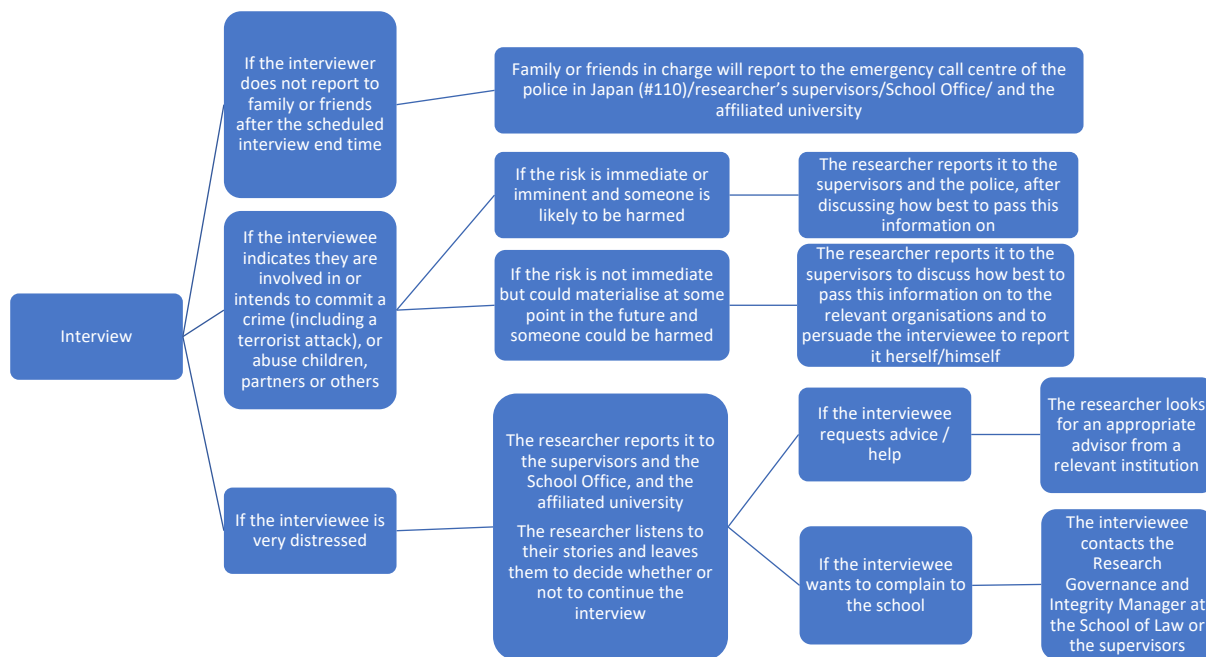 Interview
If the interviewer
does not report to
family or friends
after the scheduled
interview end time
Family or friends in charge will report to the emergency call centre of the
police in Japan (#110)/researcher's supervisors/School Office/ and the
affiliated university
If the interviewee
indicates they are
involved in or
intends to commit a
crime (including a
terrorist attack), or
abuse children,
partners or others
If the risk is immediate or
imminent and someone is
likely to be harmed
The researcher reports it to
the supervisors and the
police, after
discussing how best to pass this
information on
If the risk is not immediate
but could materialise at some
point in the future and
someone could be harmed
The researcher reports it to the
supervisors to discuss how best to
pass this information on to the
relevant organisations and to
persuade the interviewee to report
it herself/himself
If the interviewee is
very distressed
The researcher reports it to
the supervisors and the
School Office, and the
affiliated university
The researcher listens to
their stories and leaves
them to decide whether or
not to continue the
interview
If the interviewee
requests advice /
help
The researcher looks
for an appropriate
advisor from a
relevant institution
If the interviewee
wants to complain to
the school
The interviewee
contacts the
Research
Governance and
Integrity Manager at
the School of Law or
the supervisors